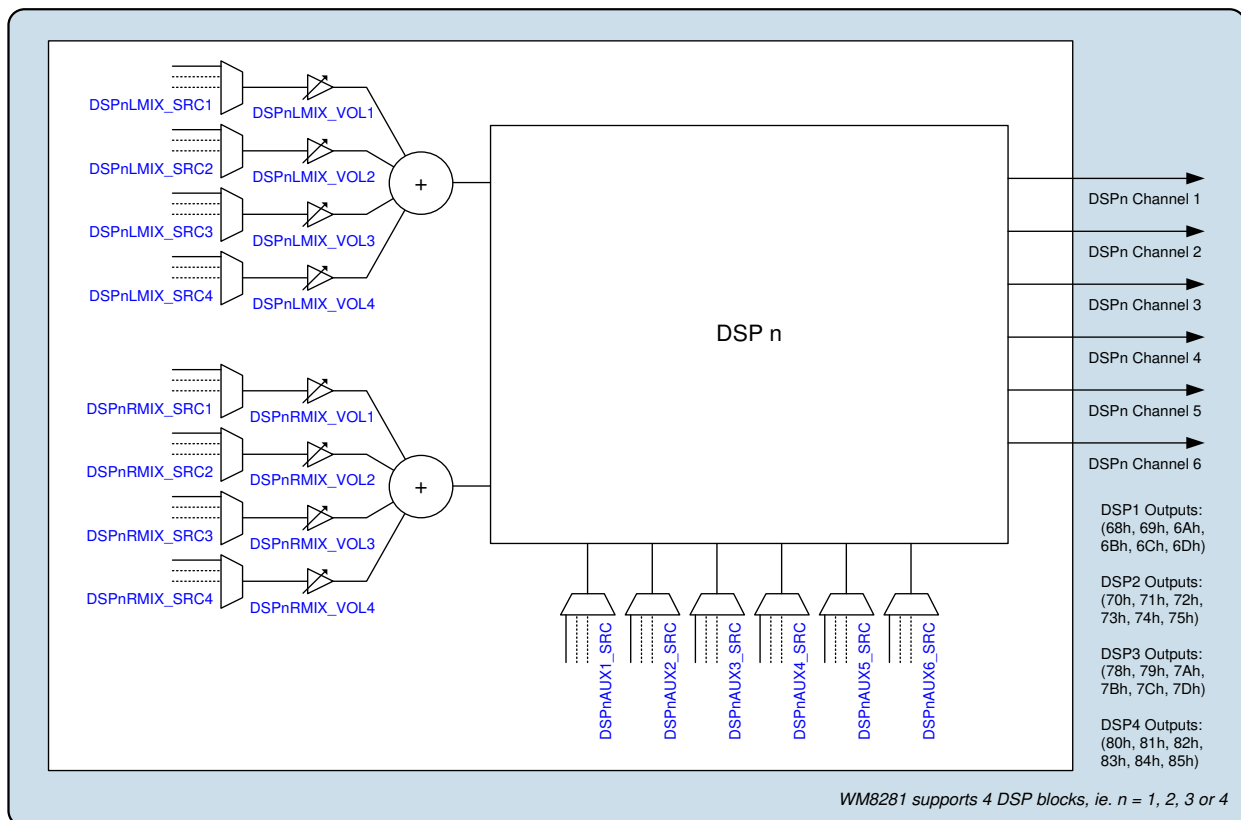 DSPnLMIX_SRC1
DSPnLMIX_VOL1
DSPnLMIX_SRC2
DSPnLMIX_VOL2
DSPnLMIX_SRC3
DSPnLMIX_VOL3
DSPnLMIX_SRC4
DSPnLMIX_VOL4
+
DSPnRMIX_SRC1
DSPnRMIX_VOL1
DSPnRMIX_SRC2
DSPnRMIX_VOL2
DSPnRMIX_SRC3
DSPnRMIX_VOL3
DSPnRMIX_SRC4
DSPnRMIX_VOL4
+
DSP n
DSPnAUX1_SRC
DSPnAUX2_SRC
DSPnAUX3_SRC
DSPnAUX4_SRC
DSPnAUX5_SRC
DSPnAUX6_SRC
DSPn Channel 1
DSPn Channel 2
DSPn Channel 3
DSPn Channel 4
DSPn Channel 5
DSPn Channel 6
DSP1 Outputs:
(68h, 69h, 6Ah,
6Bh, 6Ch, 6Dh)
DSP2 Outputs:
(70h, 71h, 72h,
73h, 74h, 75h)
DSP3 Outputs:
(78h, 79h, 7Ah,
7Bh, 7Ch, 7Dh)
DSP4 Outputs:
(80h, 81h, 82h,
83h, 84h, 85h)
WM8281 supports 4 DSP blocks, ie. n = 1, 2, 3 or 4